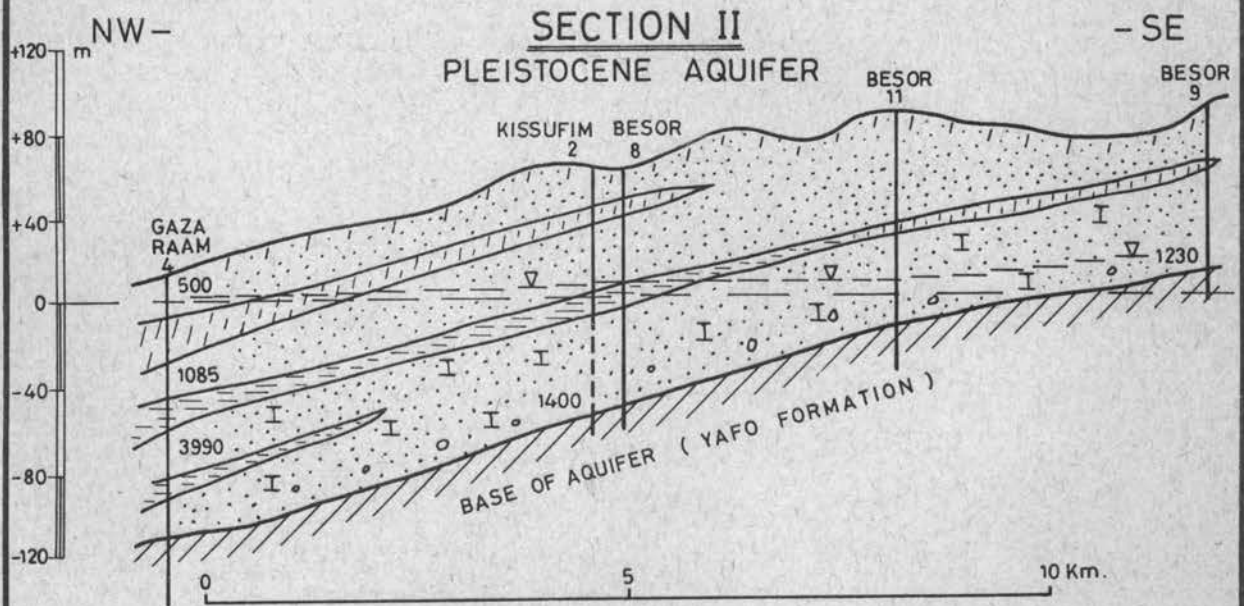 NW- SECTION II -SE
PLEISTOCENE AQUIFER
+120 m
+80
+40
0
-40
-80
-120
GAZA
RAAM
4
KISSUFIM BESOR
2 8
BESOR
11
BESOR
9
500
1085
3990
1400
1230
I I
I I I
I I I
I I I
I
BASE OF AQUIFER ( YAFO FORMATION )
0 5 10 Km.